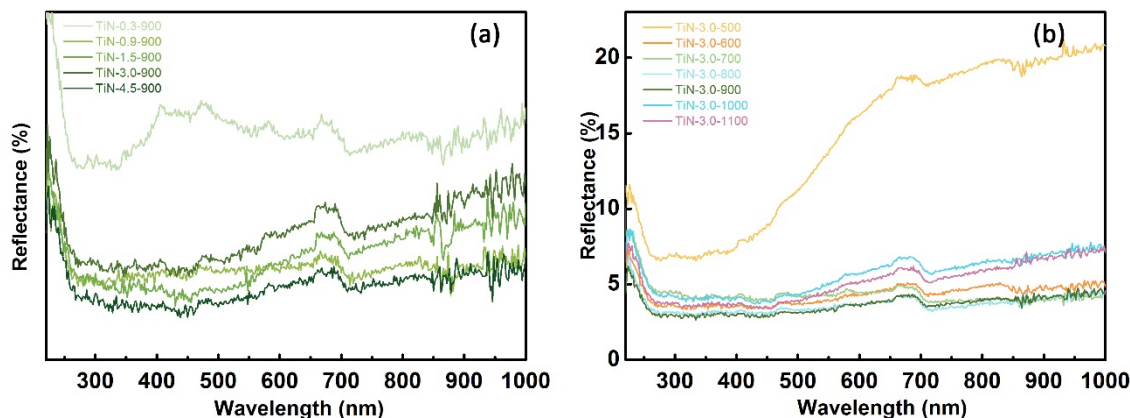 (a)
TiN-0.3-900
TiN-0.9-900
TiN-1.5-900
TiN-3.0-900
TiN-4.5-900
Reflectance (%)
300 400 500 600 700 800 900 1000
Wavelength (nm)
(b)
TiN-3.0-500
TiN-3.0-600
TiN-3.0-700
TiN-3.0-800
TiN-3.0-900
TiN-3.0-1000
TiN-3.0-1100
Reflectance (%)
20
15
10
5
0
300 400 500 600 700 800 900 1000
Wavelength (nm)